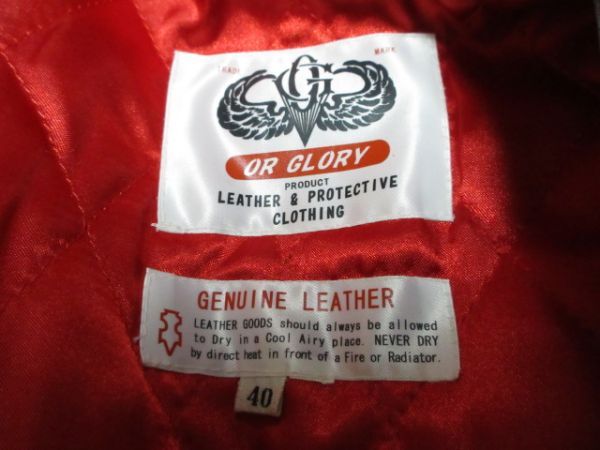 TRADE MARK
G
OR GLORY
PRODUCT
LEATHER & PROTECTIVE
CLOTHING
GENUINE LEATHER
LEATHER GOODS should always be allowed
to Dry in a Cool Airy place. NEVER DRY
by direct heat in front of a Fire or Radiator.
40